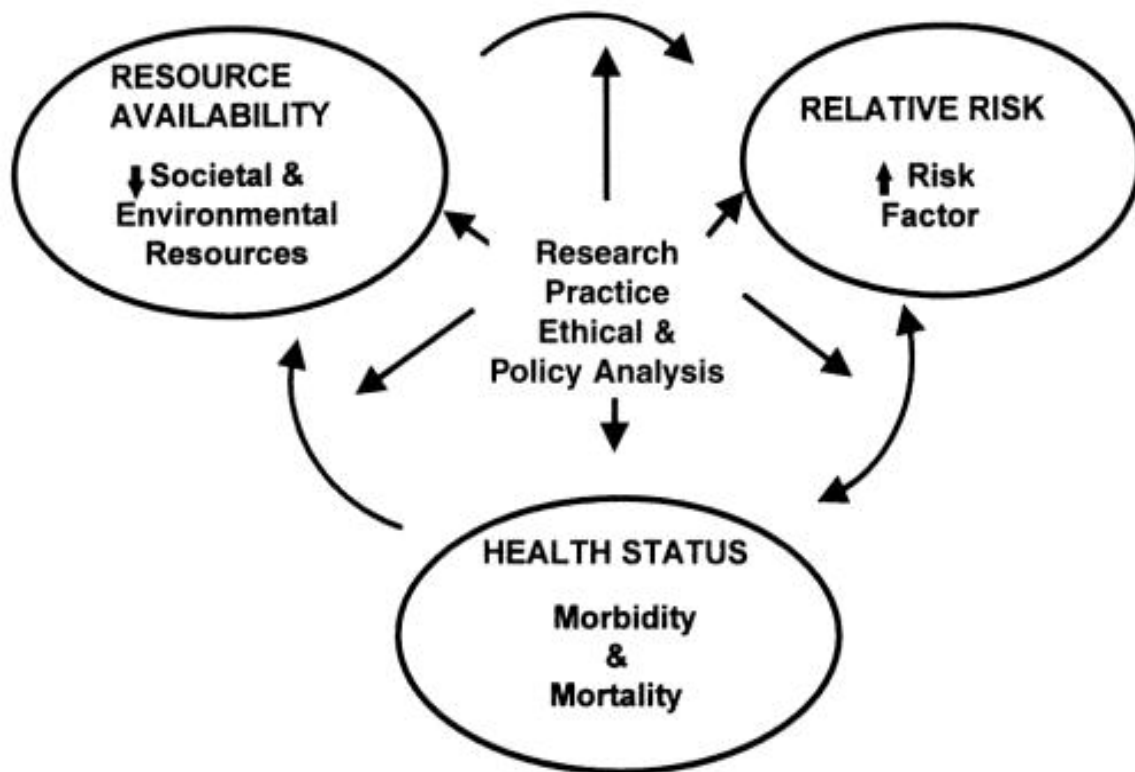 RESOURCE
AVAILABILITY
Societal &
Environmental
Resources
RELATIVE RISK
Risk
Factor
Research
Practice
Ethical &
Policy Analysis
HEALTH STATUS
Morbidity
&
Mortality